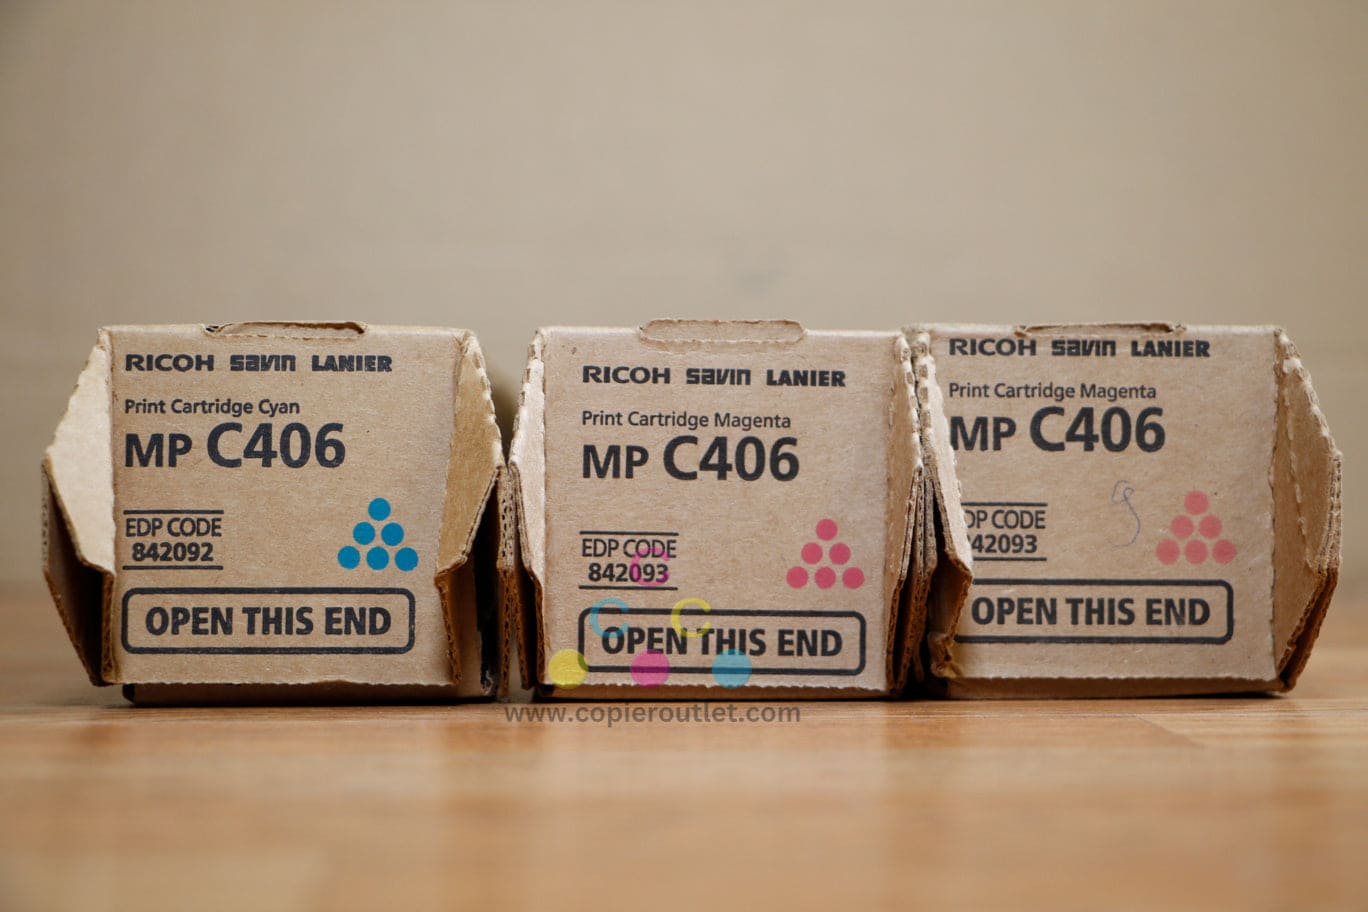 RICOH savin LANIER
Print Cartridge Cyan
MP C406
EDP CODE
842092
OPEN THIS END
RICOH savin LANIER
Print Cartridge Magenta
MP C406
EDP CODE
842093
OPEN THIS END
RICOH savin LANIER
Print Cartridge Magenta
MP C406
EDP CODE
842093
OPEN THIS END
C
C C
www.copieroutlet.com